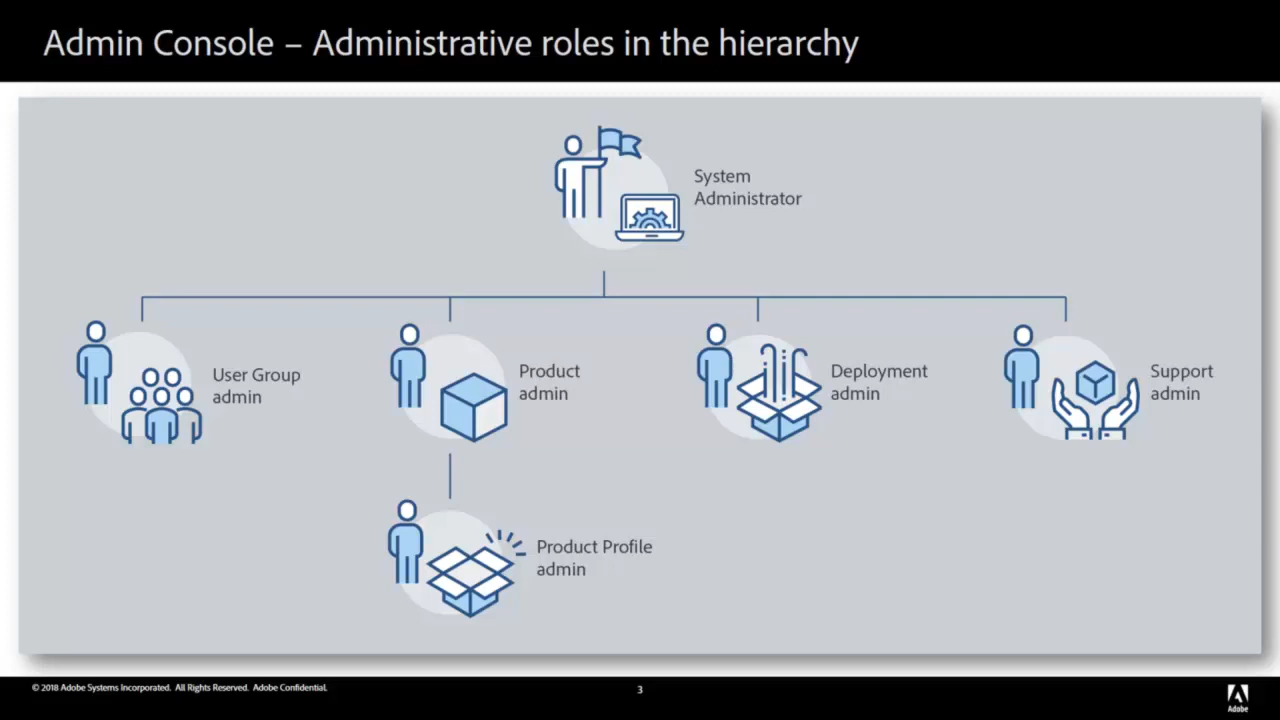 Admin Console – Administrative roles in the hierarchy
System
Administrator
User Group
admin
Product
admin
Deployment
admin
Support
admin
Product Profile
admin
© 2018 Adobe Systems Incorporated. All Rights Reserved. Adobe Confidential.
3
Adobe